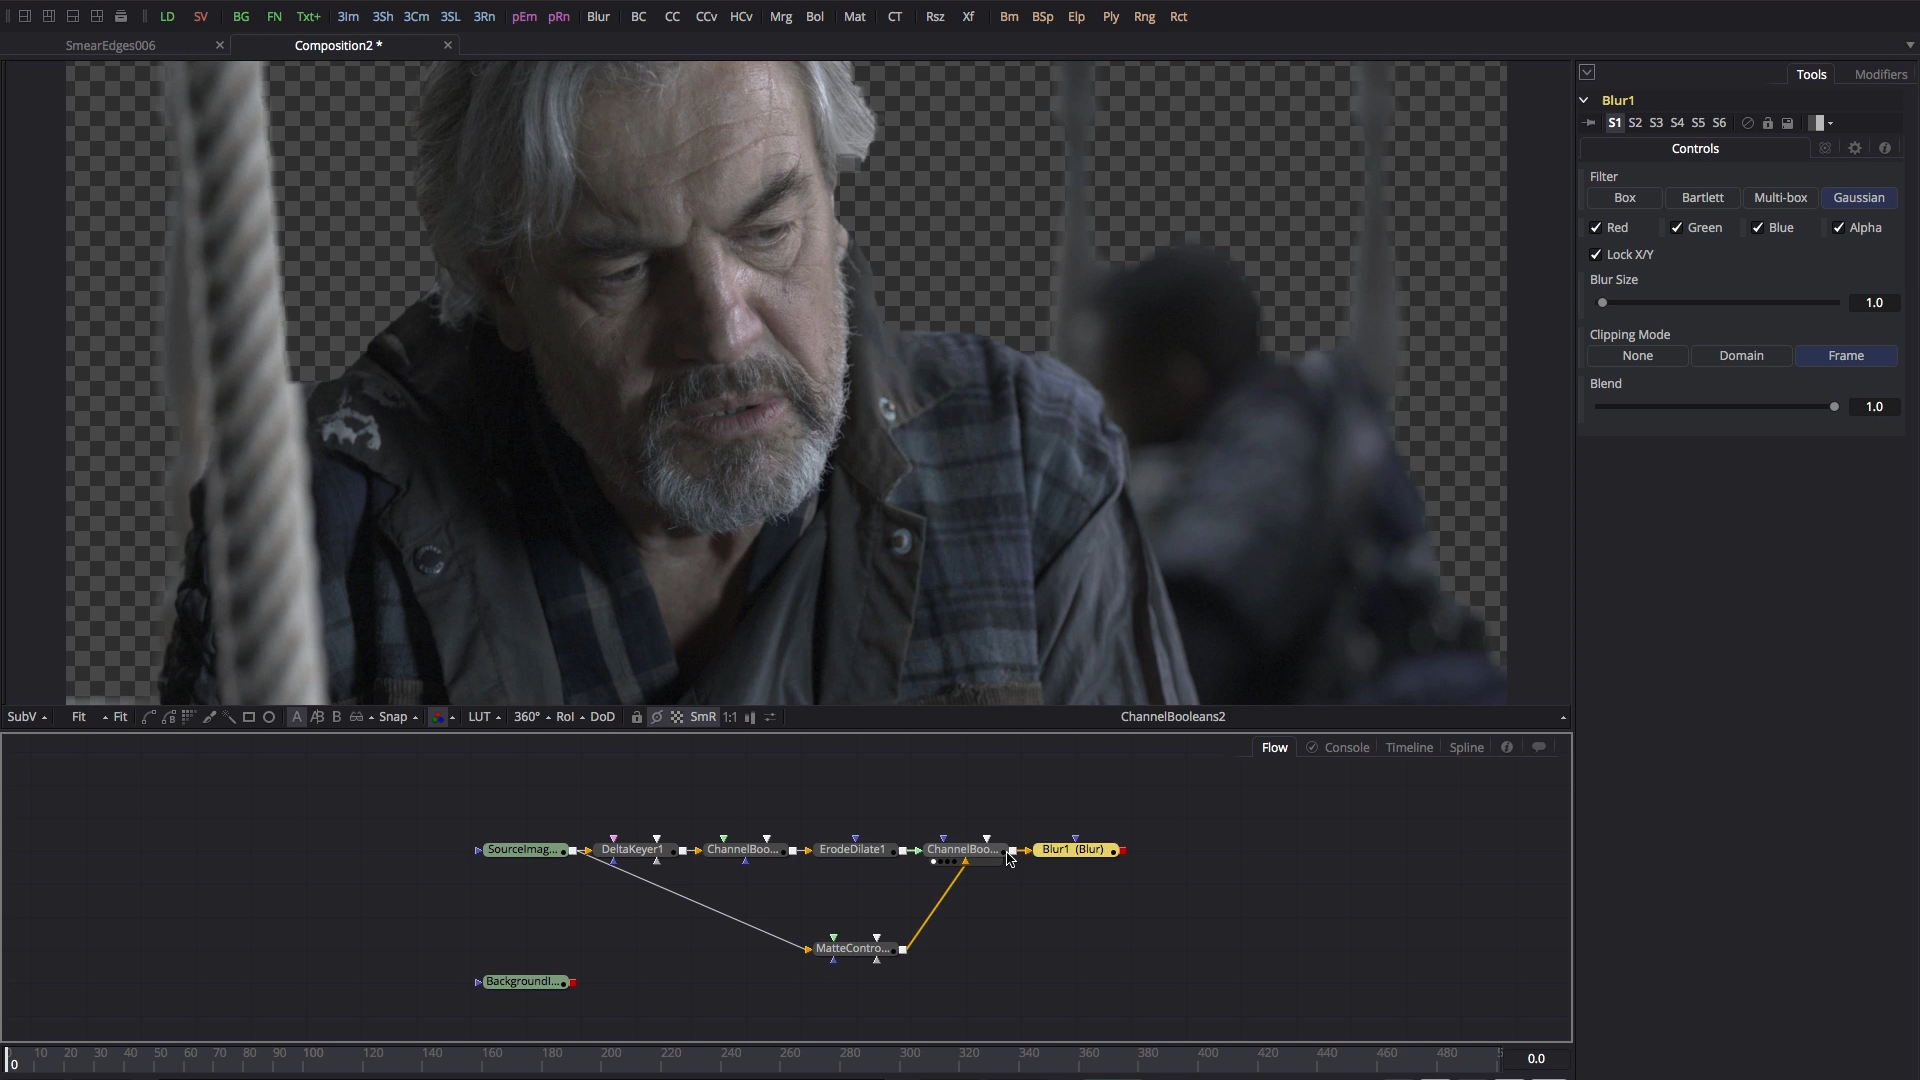 LD SV BG FN Txt+ 3Im 3Sh 3Cm 3SL 3Rn pEm pRn Blur BC CC CCv HCv Mrg Bol Mat CT Rsz Xf Bm BSp Elp Ply Rng Rct
SmearEdges006 Composition2 *
Tools Modifiers
Blur1
S1 S2 S3 S4 S5 S6
Controls
Filter
Box Bartlett Multi-box Gaussian
Red Green Blue Alpha
Lock X/Y
Blur Size
1.0
Clipping Mode
None Domain Frame
Blend
1.0
SubV Fit Fit A AB B Snap LUT 360° RoI DoD SmR 1:1 ChannelBooleans2
Flow Console Timeline Spline
SourceImag... DeltaKeyer1 ChannelBoo... ErodeDilate1 ChannelBoo... Blur1 (Blur)
MatteContro...
BackgroundI...
10 20 30 40 50 60 70 80 90 100 120 140 160 180 200 220 240 260 280 300 320 340 360 380 400 420 440 460 480
0 0.0